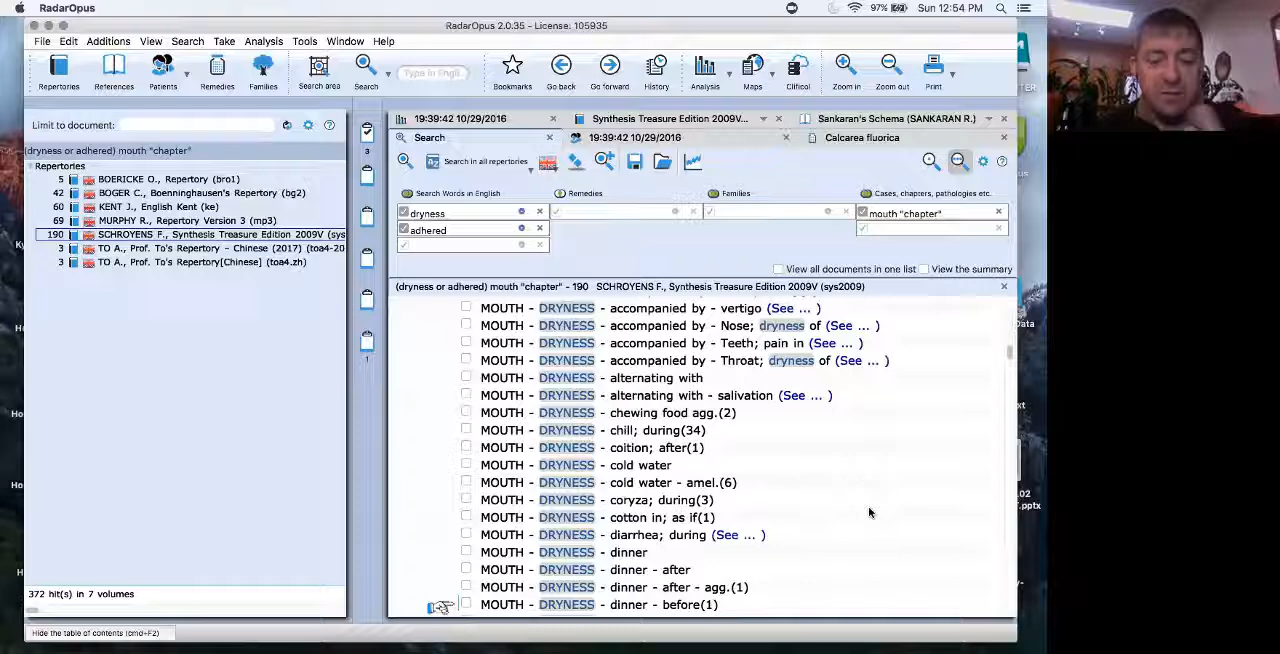 RadarOpus
97%
Sun 12:54 PM
RadarOpus 2.0.35 - License: 105935
File Edit Additions View Search Take Analysis Tools Window Help
Repertories References Patients Remedies Families Search area Search Type in Engli. Bookmarks Go back Go forward History Analysis Maps Clificol Zoom in Zoom out Print
Limit to document:
19:39:42 10/29/2016 Synthesis Treasure Edition 2009V... Sankaran's Schema (SANKARAN R.)
Search 19:39:42 10/29/2016 Calcarea fluorica
(dryness or adhered) mouth "chapter"
Repertories
5 BOERICKE O., Repertory (bro1)
42 BOGER C., Boenninghausen's Repertory (bg2)
60 KENT J., English Kent (ke)
69 MURPHY R., Repertory Version 3 (mp3)
190 SCHROYENS F., Synthesis Treasure Edition 2009V (sys
3 TO A., Prof. To's Repertory - Chinese (2017) (toa4-20
3 TO A., Prof. To's Repertory[Chinese] (toa4.zh)
372 hit(s) in 7 volumes
Hide the table of contents (cmd+F2)
3
1
Search in all repertories
Search Words in English Remedies Families Cases, chapters, pathologies etc.
dryness mouth "chapter"
adhered
View all documents in one list View the summary
(dryness or adhered) mouth "chapter" - 190 SCHROYENS F., Synthesis Treasure Edition 2009V (sys2009)
MOUTH - DRYNESS - accompanied by - vertigo (See ... )
MOUTH - DRYNESS - accompanied by - Nose; dryness of (See ... )
MOUTH - DRYNESS - accompanied by - Teeth; pain in (See ... )
MOUTH - DRYNESS - accompanied by - Throat; dryness of (See ... )
MOUTH - DRYNESS - alternating with
MOUTH - DRYNESS - alternating with - salivation (See ... )
MOUTH - DRYNESS - chewing food agg.(2)
MOUTH - DRYNESS - chill; during(34)
MOUTH - DRYNESS - coition; after(1)
MOUTH - DRYNESS - cold water
MOUTH - DRYNESS - cold water - amel.(6)
MOUTH - DRYNESS - coryza; during(3)
MOUTH - DRYNESS - cotton in; as if(1)
MOUTH - DRYNESS - diarrhea; during (See ... )
MOUTH - DRYNESS - dinner
MOUTH - DRYNESS - dinner - after
MOUTH - DRYNESS - dinner - after - agg.(1)
MOUTH - DRYNESS - dinner - before(1)